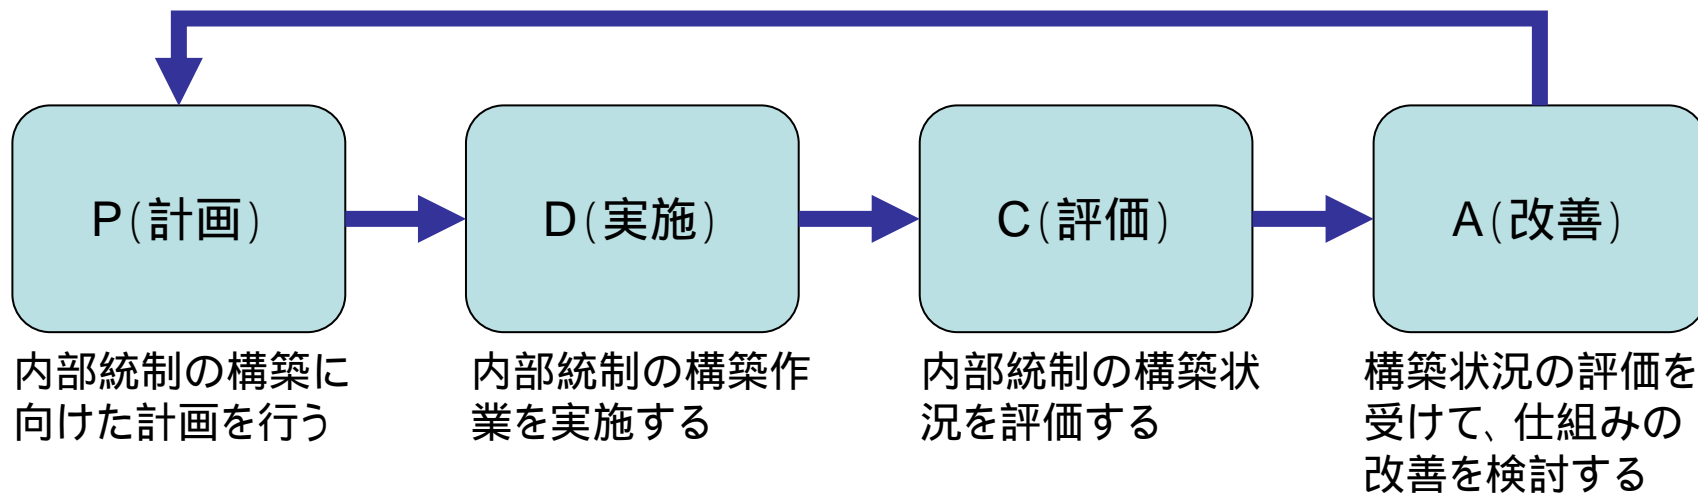 P(計画)
D(実施)
C(評価)
A(改善)
内部統制の構築に
向けた計画を行う
内部統制の構築作
業を実施する
内部統制の構築状
況を評価する
構築状況の評価を
受けて、仕組みの
改善を検討する